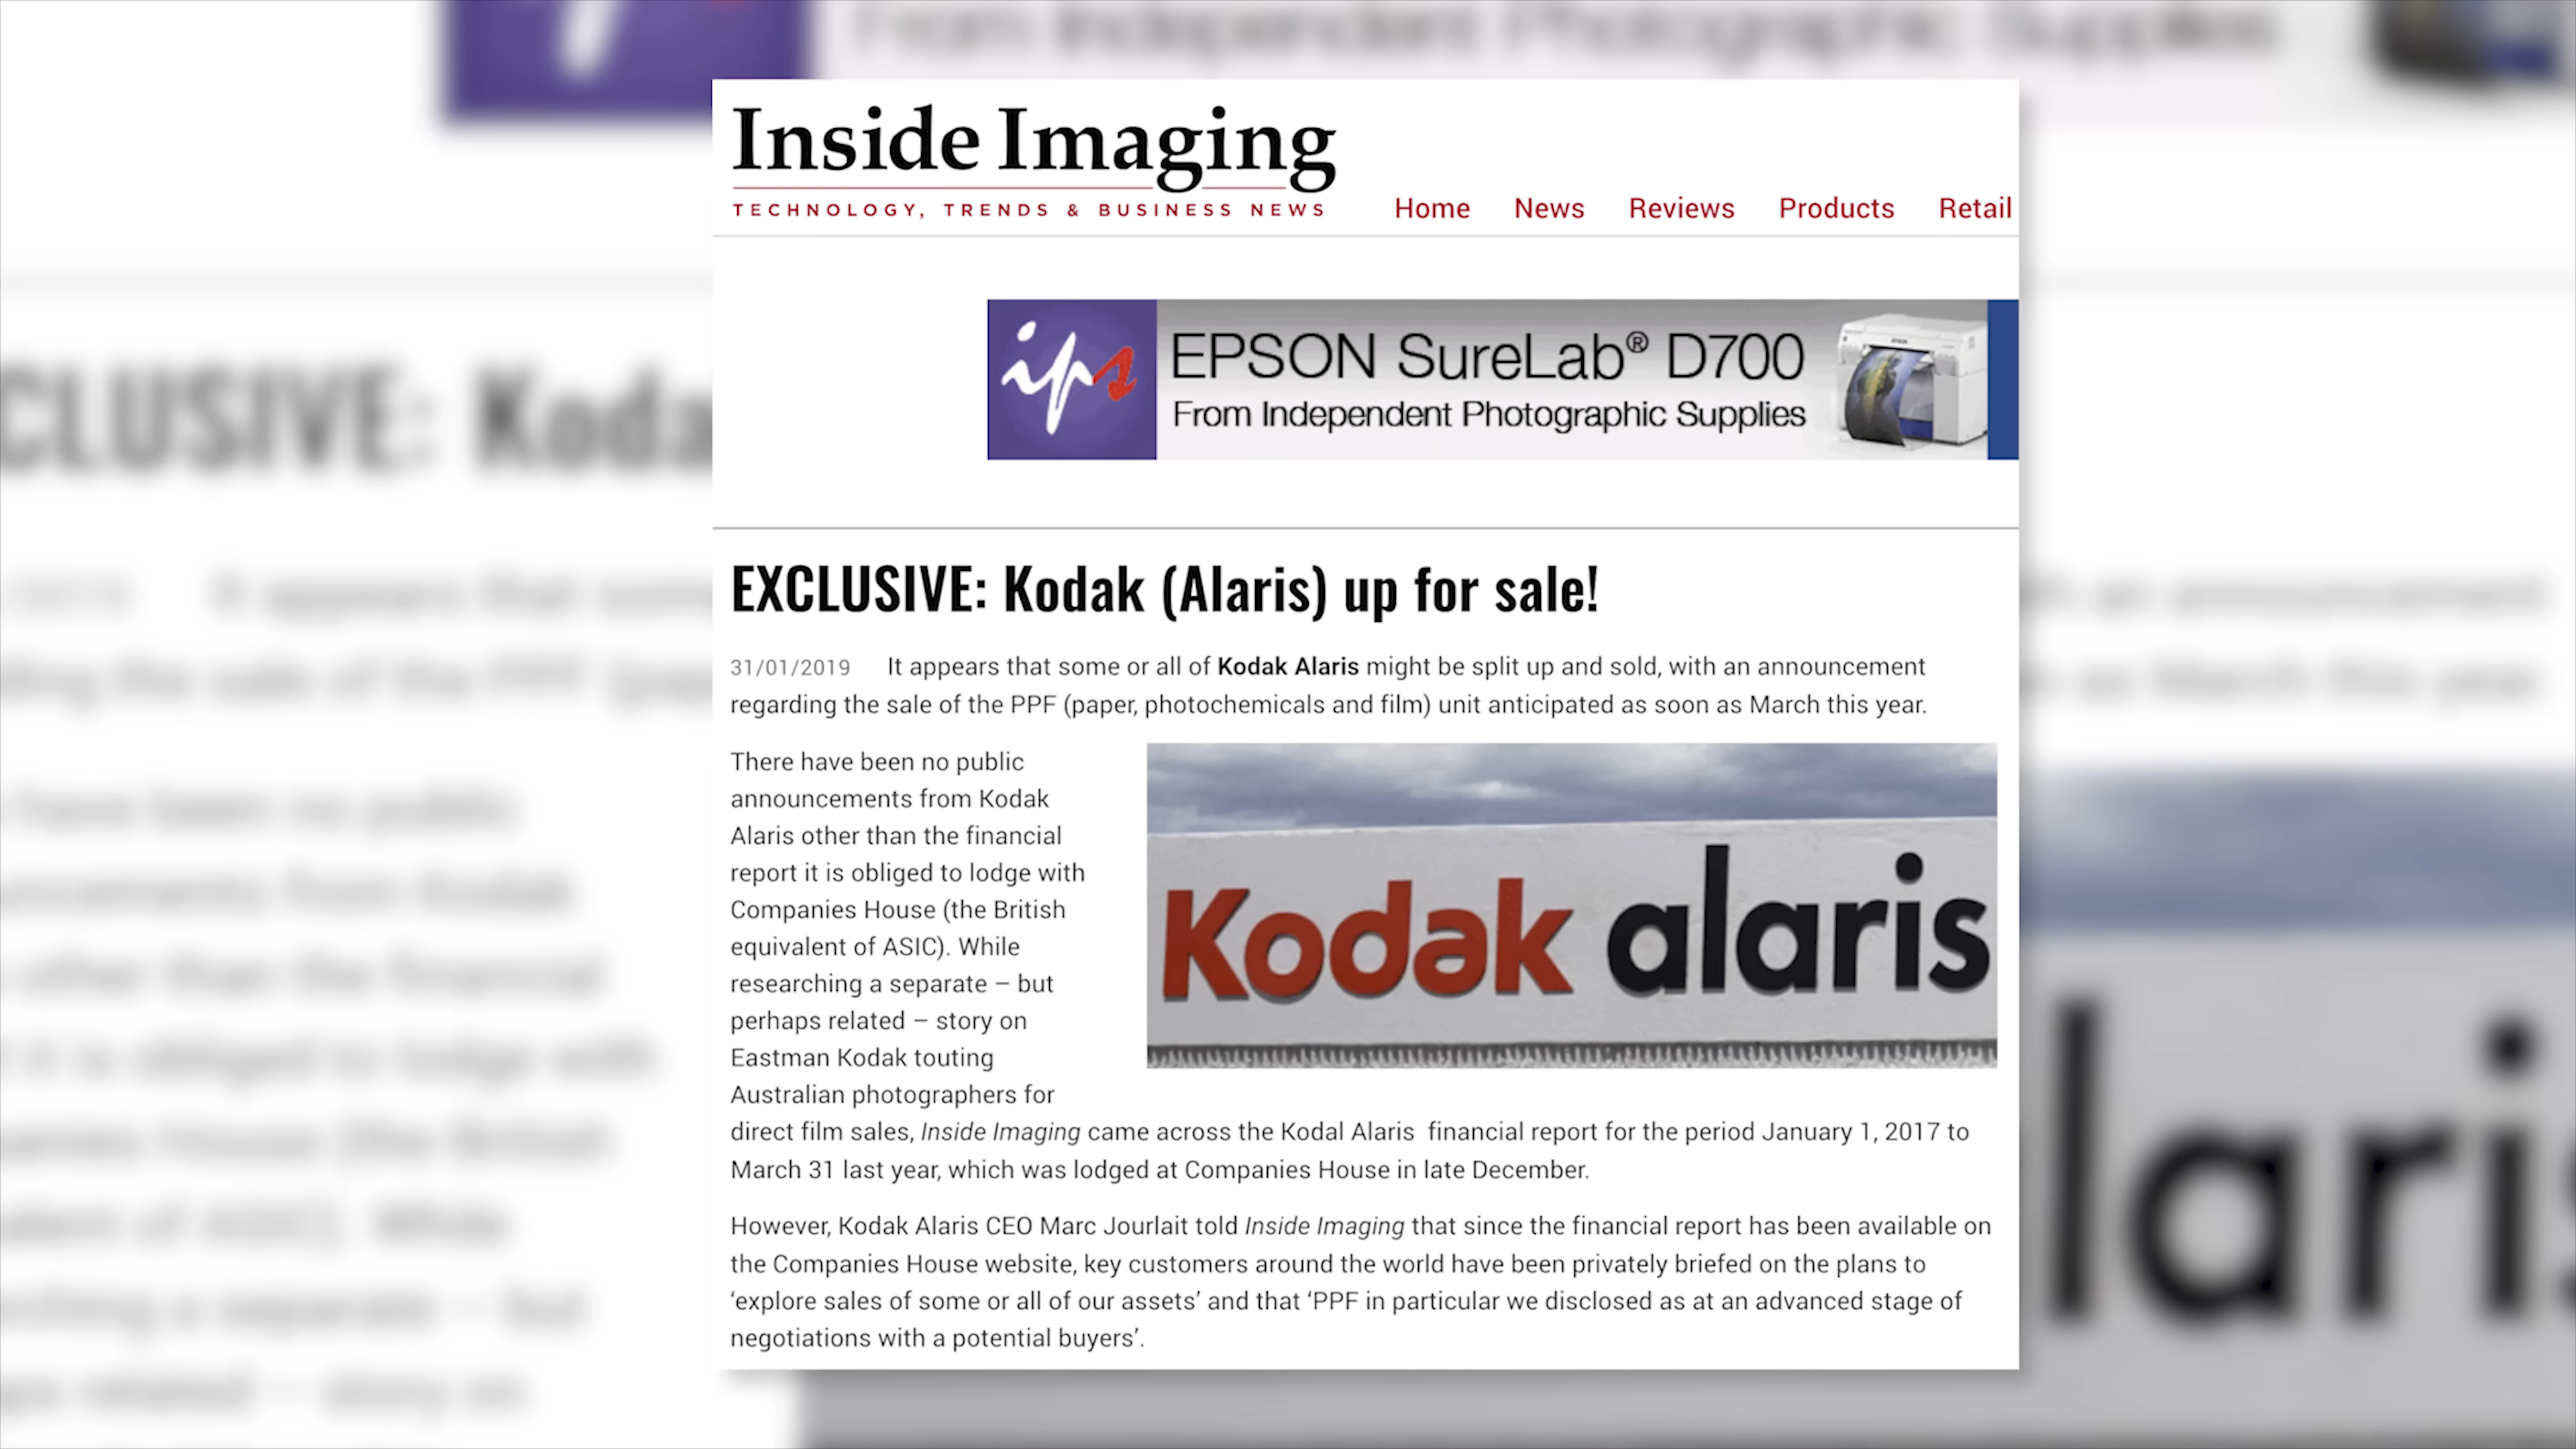 Inside Imaging
TECHNOLOGY, TRENDS & BUSINESS NEWS
Home News Reviews Products Retail
ips
EPSON SureLab® D700
From Independent Photographic Supplies
EXCLUSIVE: Kodak (Alaris) up for sale!
31/01/2019 It appears that some or all of Kodak Alaris might be split up and sold, with an announcement
regarding the sale of the PPF (paper, photochemicals and film) unit anticipated as soon as March this year.
There have been no public
announcements from Kodak
Alaris other than the financial
report it is obliged to lodge with
Companies House (the British
equivalent of ASIC). While
researching a separate – but
perhaps related – story on
Eastman Kodak touting
Australian photographers for
direct film sales, Inside Imaging came across the Kodal Alaris financial report for the period January 1, 2017 to
March 31 last year, which was lodged at Companies House in late December.
Kodak alaris
However, Kodak Alaris CEO Marc Jourlait told Inside Imaging that since the financial report has been available on
the Companies House website, key customers around the world have been privately briefed on the plans to
‘explore sales of some or all of our assets’ and that ‘PPF in particular we disclosed as at an advanced stage of
negotiations with a potential buyers’.